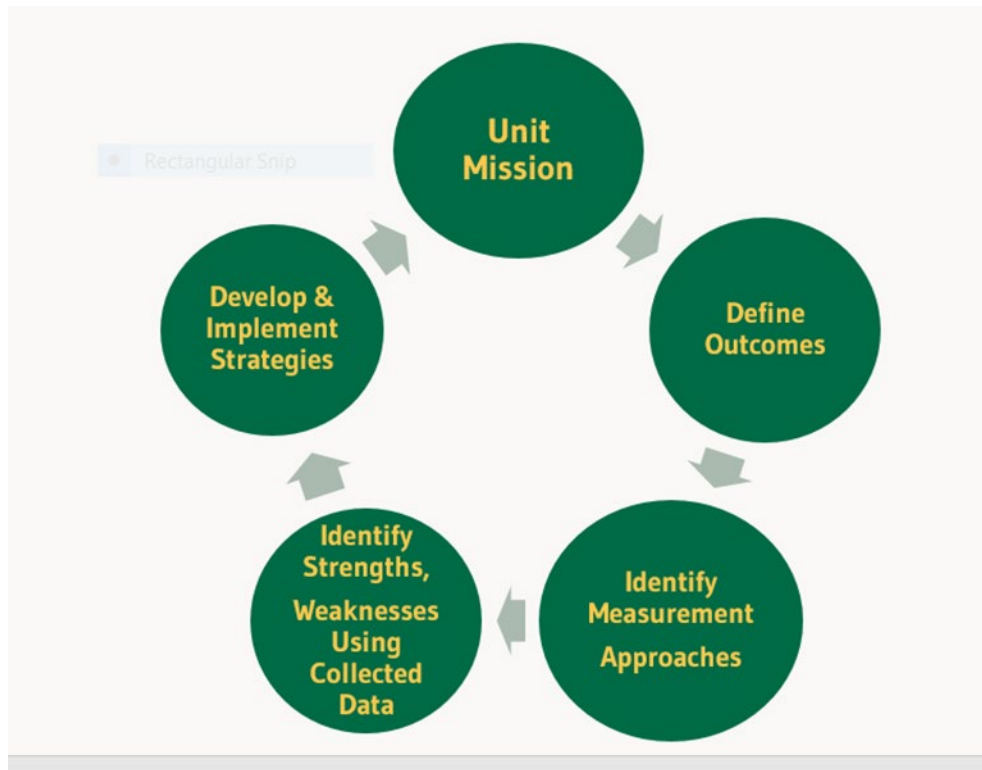 Unit
Mission
Rectangular Snip
Define
Outcomes
Identify
Measurement
Approaches
Identify
Strengths,
Weaknesses
Using
Collected
Data
Develop &
Implement
Strategies